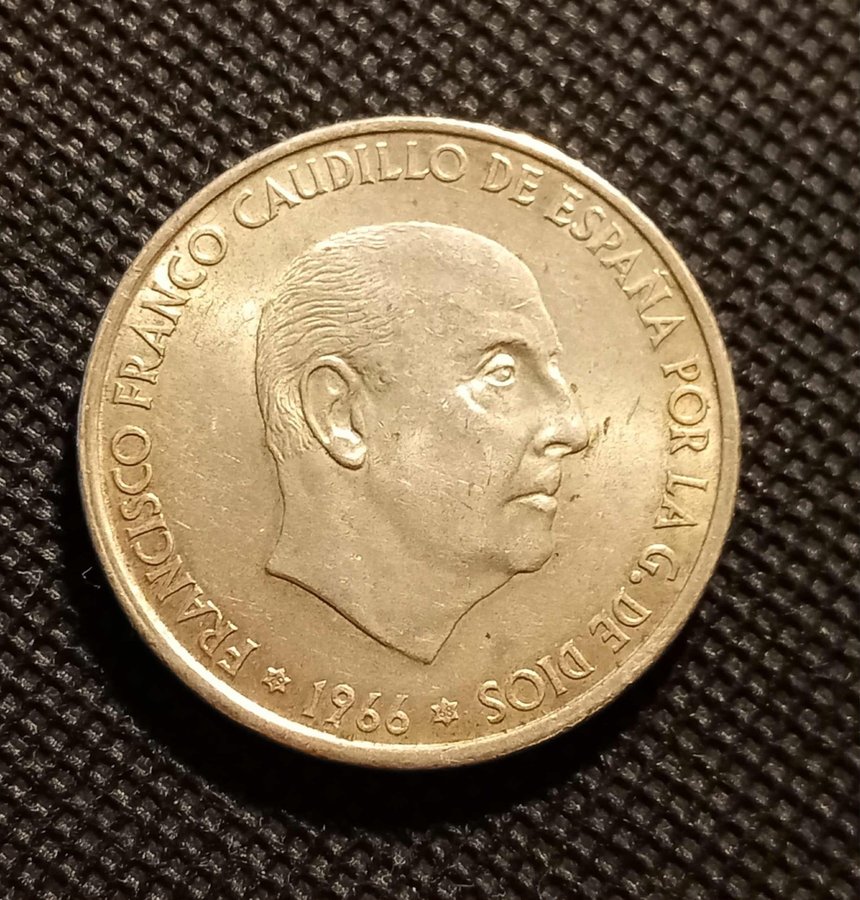 FRANCISCO FRANCO CAUDILLO DE ESPAÑA POR LA G. DE DIOS
1966